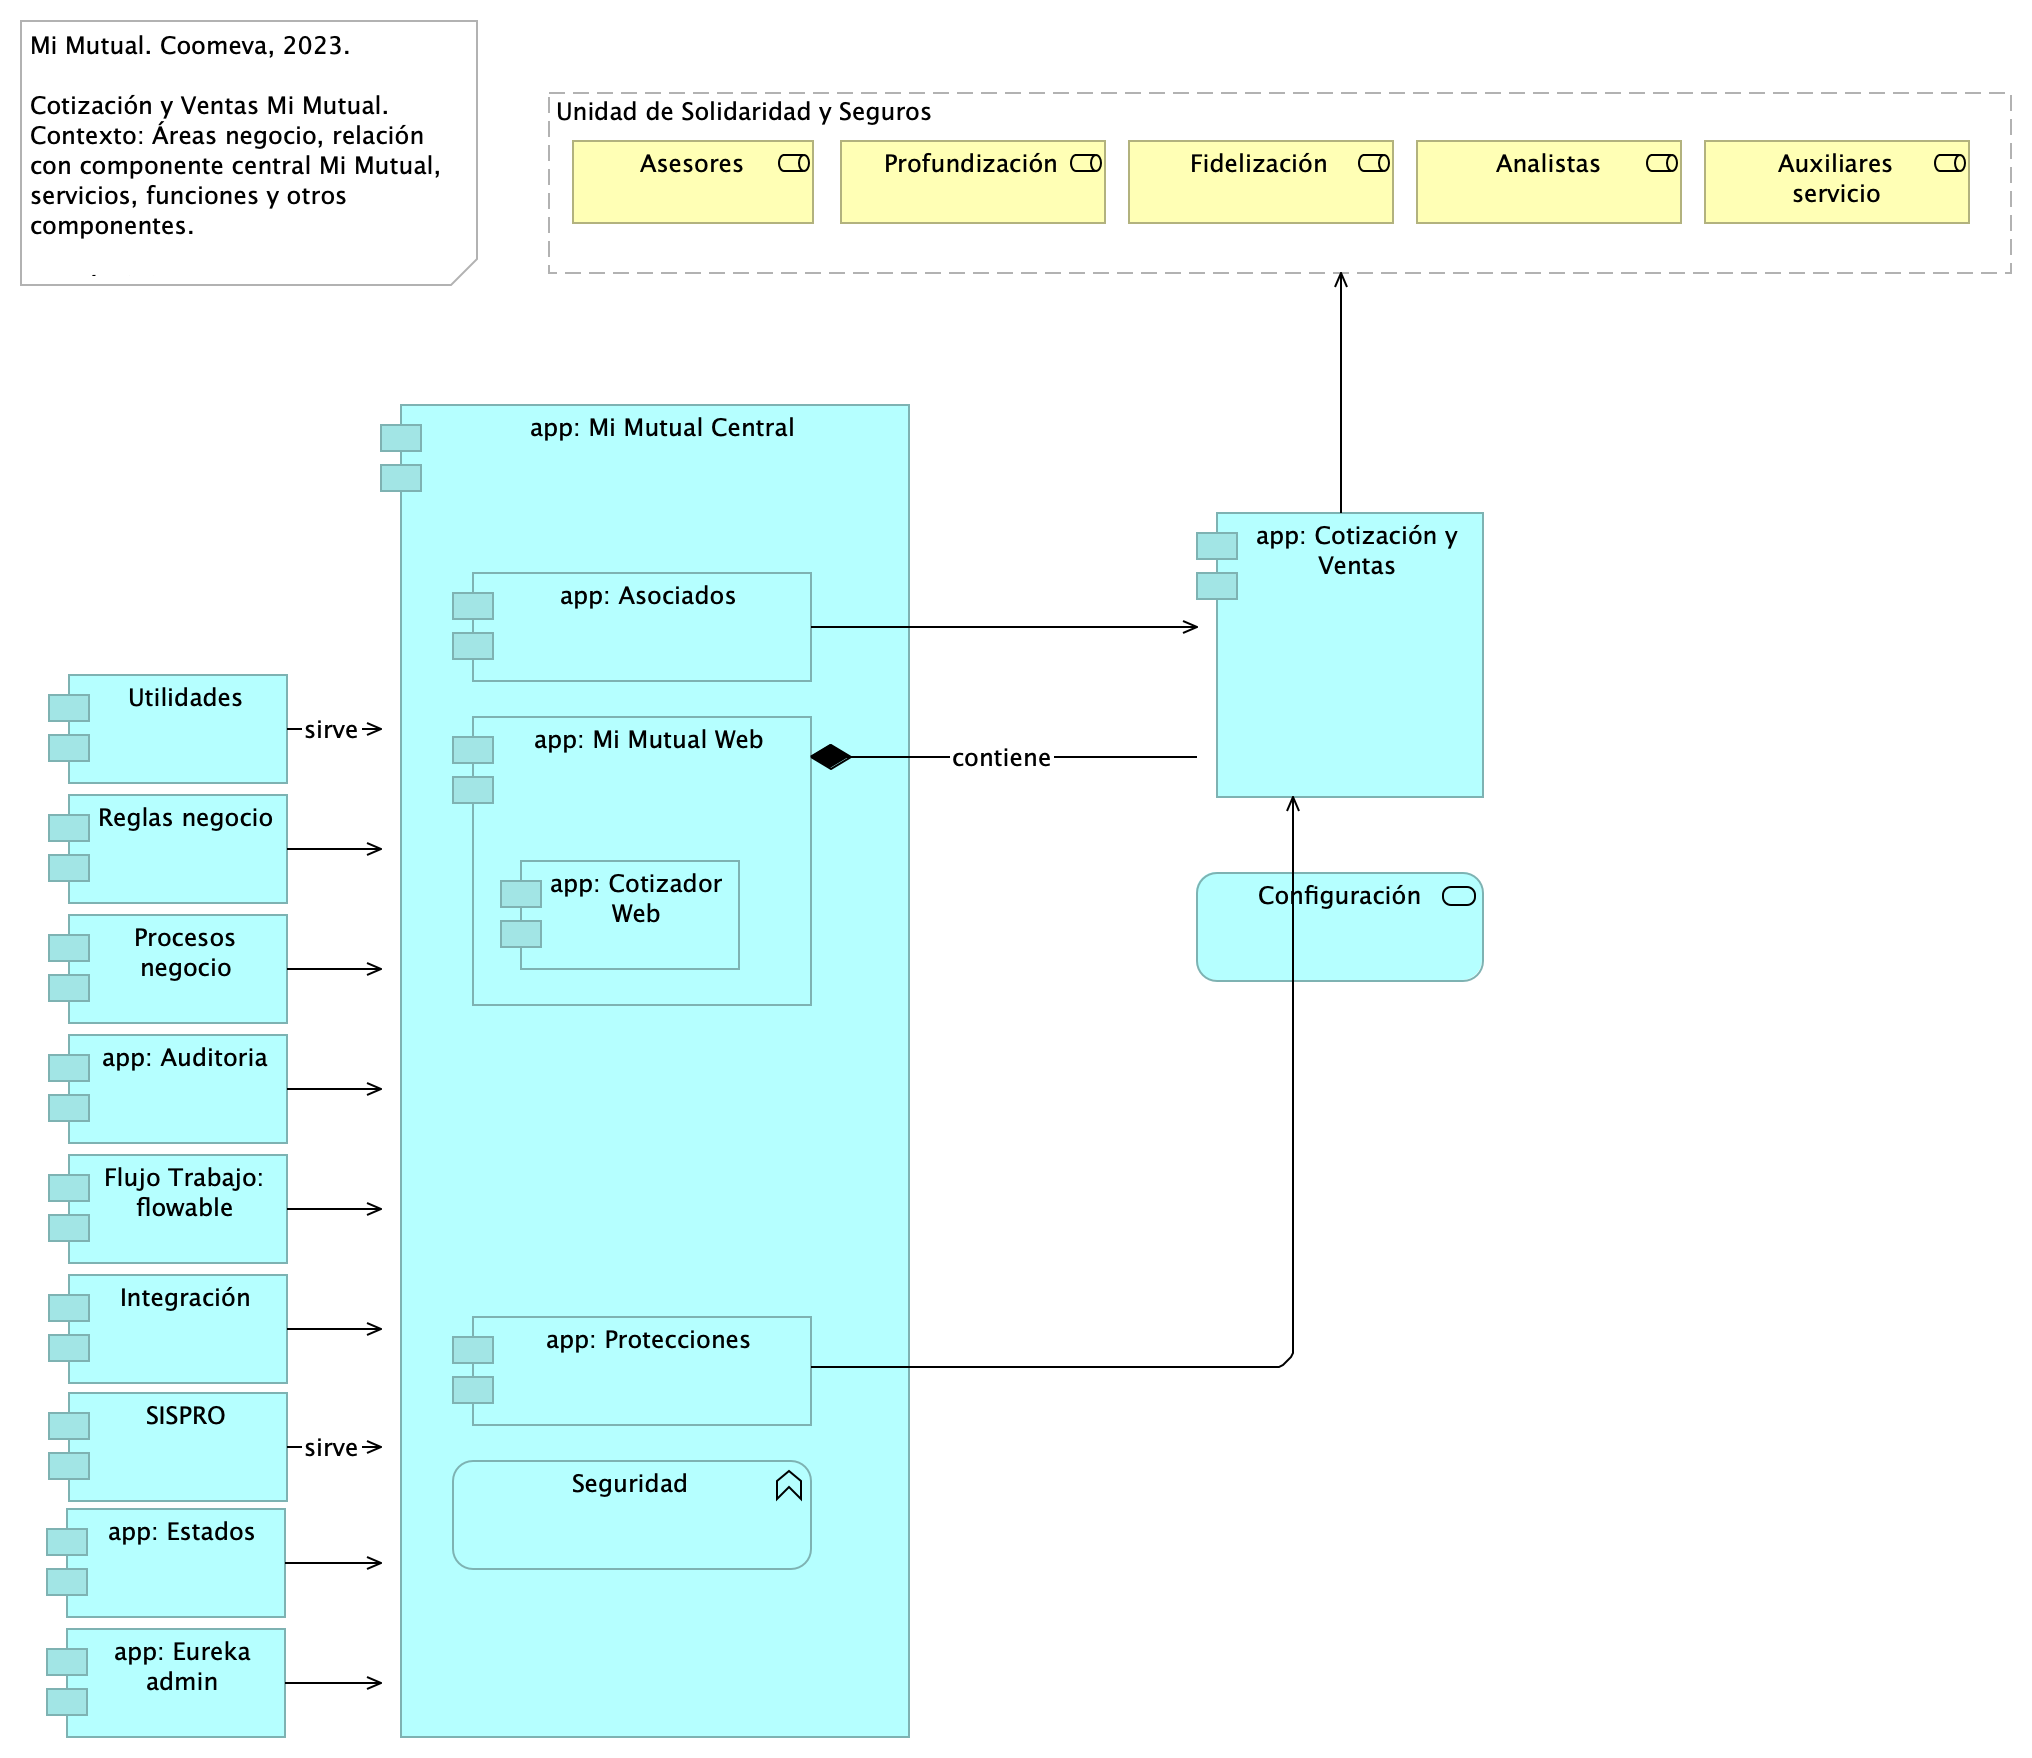 Mi Mutual. Coomeva, 2023.
Cotización y Ventas Mi Mutual.
Contexto: Áreas negocio, relación
con componente central Mi Mutual,
servicios, funciones y otros
componentes.
Unidad de Solidaridad y Seguros
Asesores
Profundización
Fidelización
Analistas
Auxiliares
servicio
app: Mi Mutual Central
app: Cotización y
Ventas
app: Asociados
Utilidades
sirve
app: Mi Mutual Web
contiene
Reglas negocio
app: Cotizador
Web
Configuración
Procesos
negocio
app: Auditoria
Flujo Trabajo:
flowable
Integración
app: Protecciones
SISPRO
sirve
Seguridad
app: Estados
app: Eureka
admin